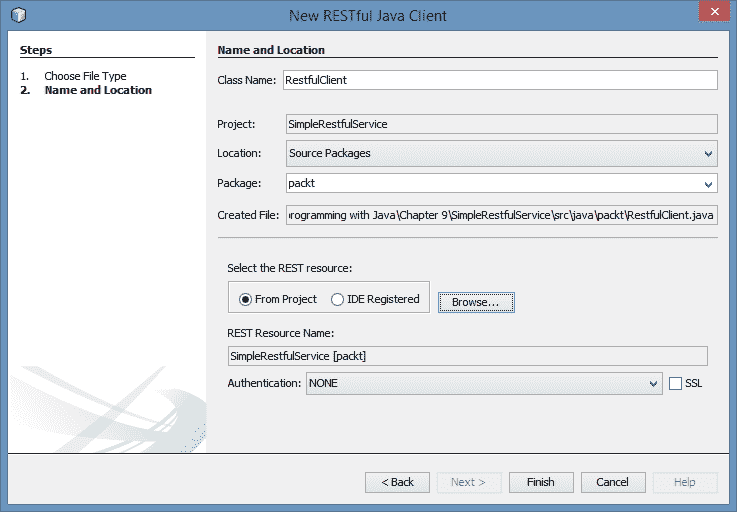 New RESTful Java Client
Steps
1. Choose File Type
2. Name and Location
Name and Location
Class Name: RestfulClient
Project: SimpleRestfulService
Location: Source Packages
Package: packt
Created File: rogramming with Java\Chapter 9\SimpleRestfulService\src\java\packt\RestfulClient.java
Select the REST resource:
From Project IDE Registered Browse...
REST Resource Name:
SimpleRestfulService [packt]
Authentication: NONE SSL
< Back Next > Finish Cancel Help